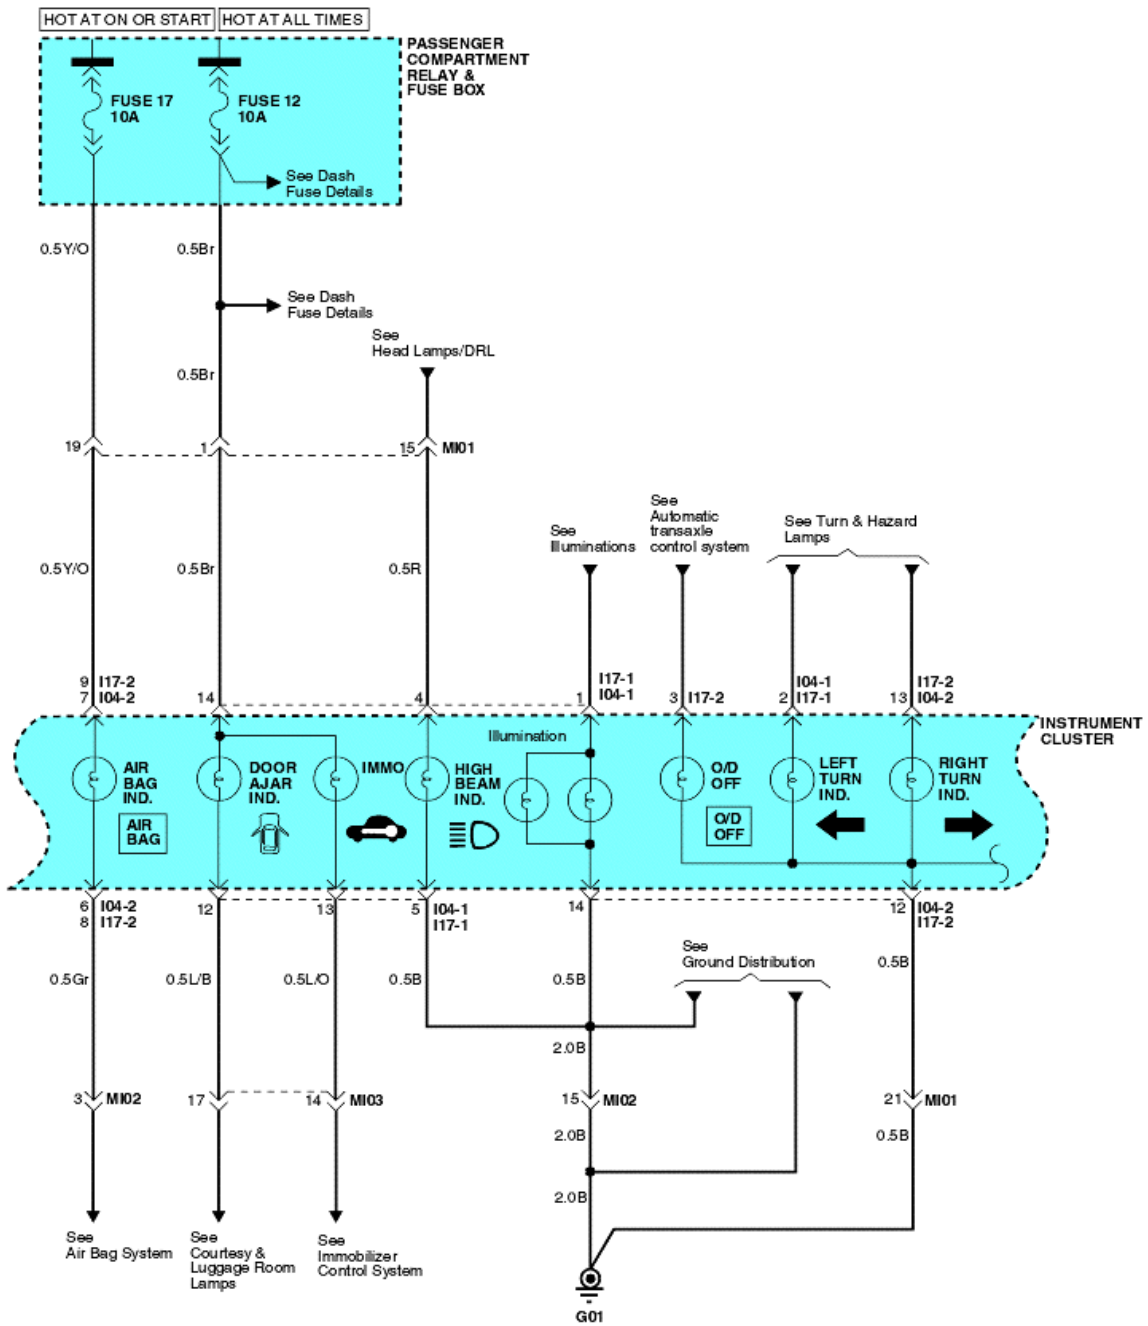 HOT AT ON OR START
HOT AT ALL TIMES
PASSENGER
COMPARTMENT
RELAY &
FUSE BOX
FUSE 17
10A
FUSE 12
10A
See Dash
Fuse Details
0.5Y/O
0.5Br
See Dash
Fuse Details
See
Head Lamps/DRL
0.5Br
19
1
15
MI01
See
Illuminations
See
Automatic
transaxle
control system
See Turn & Hazard
Lamps
0.5Y/O
0.5Br
0.5R
9 I17-2
7 I04-2
14
4
1
I17-1
I04-1
3 I17-2
I04-1
2 I17-1
I17-2
13 I04-2
INSTRUMENT
CLUSTER
Illumination
AIR
BAG
IND.
AIR
BAG
DOOR
AJAR
IND.
IMMO
HIGH
BEAM
IND.
O/D
OFF
O/D
OFF
LEFT
TURN
IND.
RIGHT
TURN
IND.
6 I04-2
8 I17-2
12
13
5 I04-1
I17-1
14
12 I04-2
I17-2
0.5Gr
0.5L/B
0.5L/O
0.5B
0.5B
See
Ground Distribution
0.5B
2.0B
3 MI02
17
14 MI03
15 MI02
21 MI01
2.0B
0.5B
2.0B
See
Air Bag System
See
Courtesy &
Luggage Room
Lamps
See
Immobilizer
Control System
G01